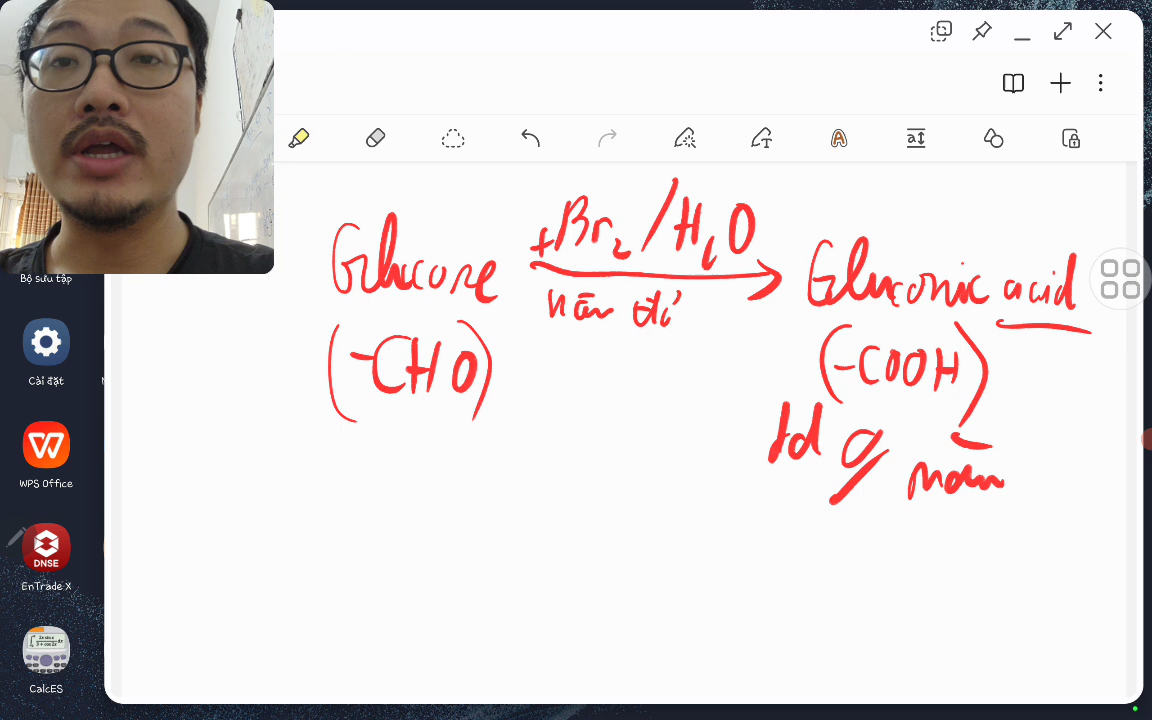 +Br₂/H₂O
Glucose → Gluconic acid
nâu đỏ
(-CHO) (-COOH)
dd màu
Bộ sưu tập
Cài đặt
W
WPS Office
DNSE
EnTrade X
CalcES